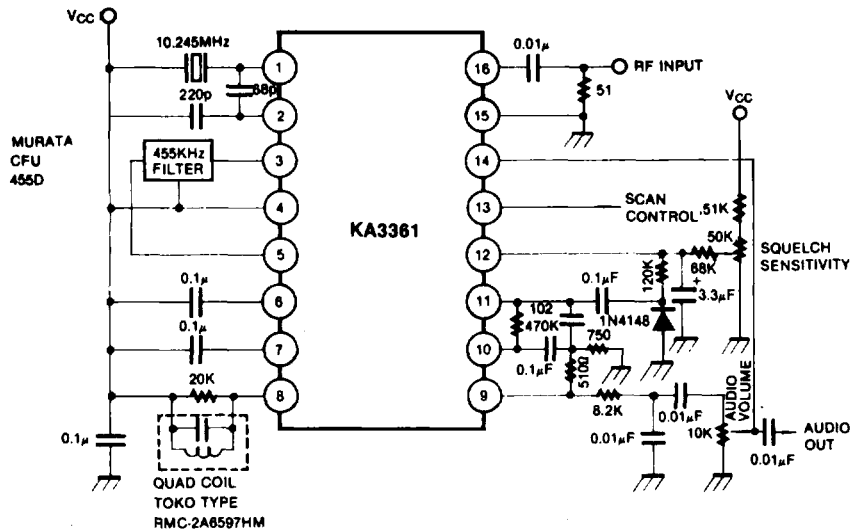 VCC
10.245MHz
68p
220p
MURATA
CFU
455D
455KHz
FILTER
0.1μ
0.1μ
20K
0.1μ
QUAD COIL
TOKO TYPE
RMC-2A6597HM
1
2
3
4
5
6
7
8
KA3361
16
15
14
13
12
11
10
9
0.01μ
RF INPUT
51
VCC
SCAN
CONTROL
51K
50K
SQUELCH
SENSITIVITY
68K
120K
3.3μF
+
0.1μF
1N4148
102
470K
750
0.1μF
510Ω
8.2K
0.01μF
0.01μF
AUDIO
VOLUME
10K
AUDIO
OUT
0.01μF